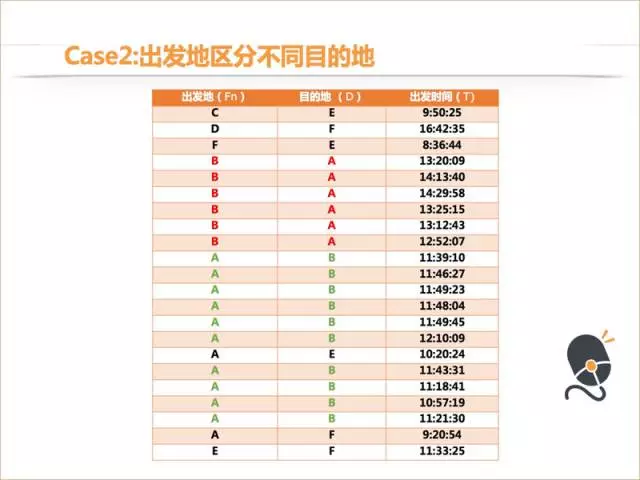 Case2:出发地区分不同目的地
出发地（Fn） 目的地 （D） 出发时间（T）
C E 9:50:25
D F 16:42:35
F E 8:36:44
B A 13:20:09
B A 14:13:40
B A 14:29:58
B A 13:25:15
B A 13:12:43
B A 12:52:07
A B 11:39:10
A B 11:46:27
A B 11:49:23
A B 11:48:04
A B 11:49:45
A B 12:10:09
A E 10:20:24
A B 11:43:31
A B 11:18:41
A B 10:57:19
A B 11:21:30
A F 9:20:54
E F 11:33:25